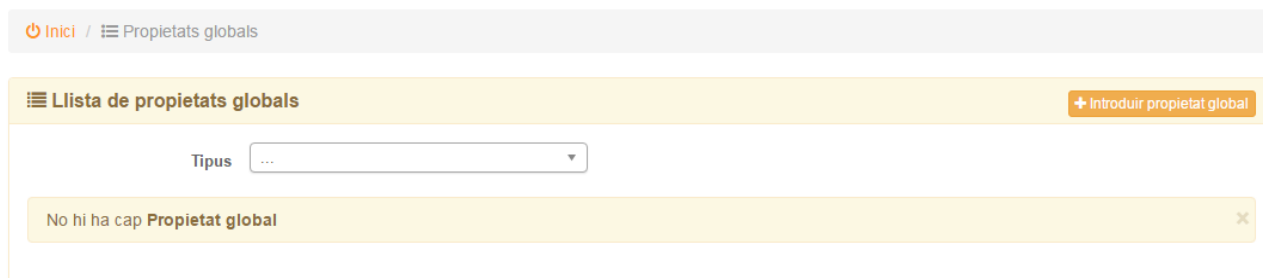 Inici / Propietats globals
Llista de propietats globals
Introduir propietat global
Tipus ...
No hi ha cap Propietat global